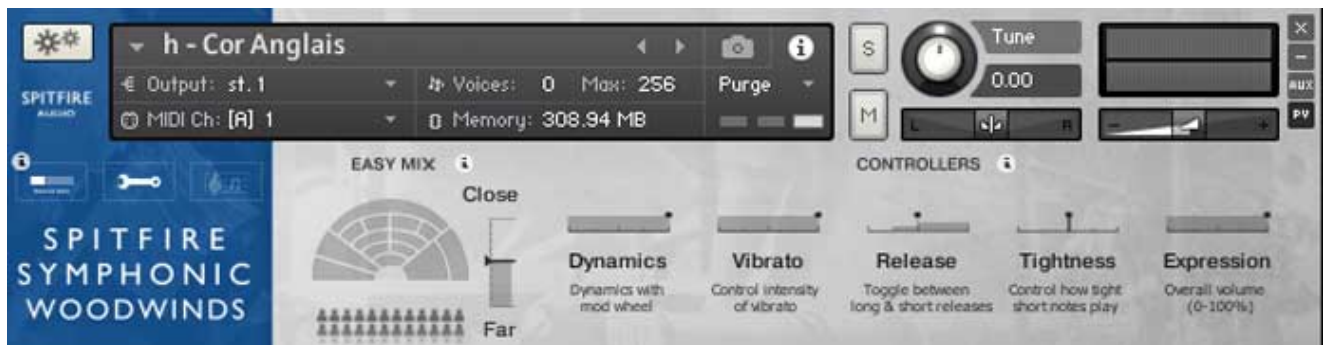 h - Cor Anglais
i
S
Tune
×
SPITFIRE
AUDIO
Output: st. 1
Voices: 0 Max: 256
Purge
0.00
AUX
MIDI Ch: [A] 1
Memory: 308.94 MB
M
L
R
PV
i
EASY MIX i
CONTROLLERS i
Close
SPITFIRE
SYMPHONIC
WOODWINDS
Dynamics
Vibrato
Release
Tightness
Expression
Dynamics with
mod wheel
Control intensity
of vibrato
Toggle between
long & short releases
Control how tight
short notes play
Overall volume
(0-100%)
Far